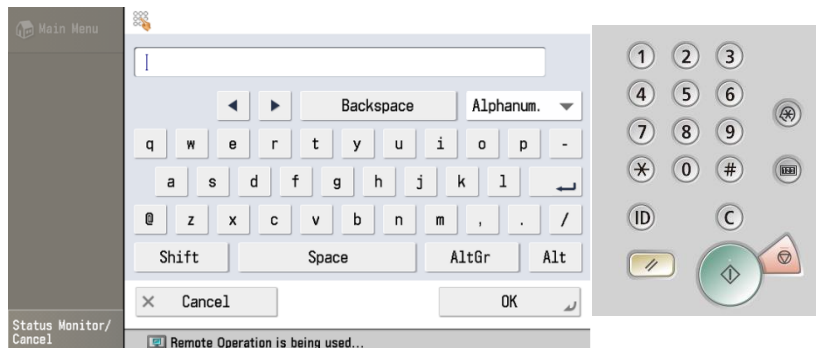 Main Menu
Backspace Alphanum.
q w e r t y u i o p -
a s d f g h j k l
@ z x c v b n m , . /
Shift Space AltGr Alt
× Cancel OK
Status Monitor/
Cancel
Remote Operation is being used...
1 2 3
4 5 6
7 8 9
* 0 #
ID C